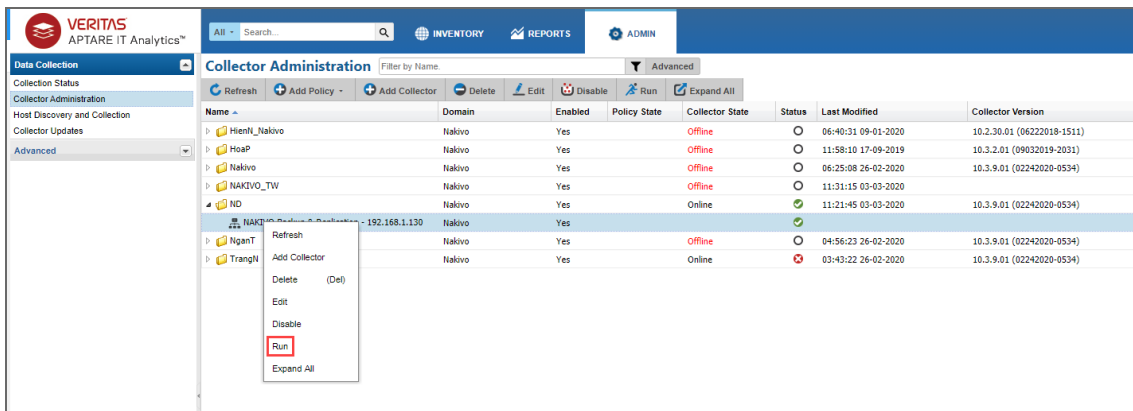 VERITAS
APTARE IT Analytics™
All Search... INVENTORY REPORTS ADMIN
Data Collection
Collection Status
Collector Administration
Host Discovery and Collection
Collector Updates
Advanced
Collector Administration Filter by Name. Advanced
Refresh Add Policy Add Collector Delete Edit Disable Run Expand All
Name Domain Enabled Policy State Collector State Status Last Modified Collector Version
HienN_Nakivo Nakivo Yes Offline 06:40:31 09-01-2020 10.2.30.01 (06222018-1511)
HoaP Nakivo Yes Offline 11:58:10 17-09-2019 10.3.2.01 (09032019-2031)
Nakivo Nakivo Yes Offline 06:25:08 26-02-2020 10.3.9.01 (02242020-0534)
NAKIVO_TW Nakivo Yes Offline 11:31:15 03-03-2020
ND Nakivo Yes Online 11:21:45 03-03-2020 10.3.9.01 (02242020-0534)
NAKIVO Backup & Replication - 192.168.1.130 Nakivo Yes
NganT Nakivo Yes Offline 04:56:23 26-02-2020 10.3.9.01 (02242020-0534)
TrangN Nakivo Yes Online 03:43:22 26-02-2020 10.3.9.01 (02242020-0534)
Refresh
Add Collector
Delete (Del)
Edit
Disable
Run
Expand All